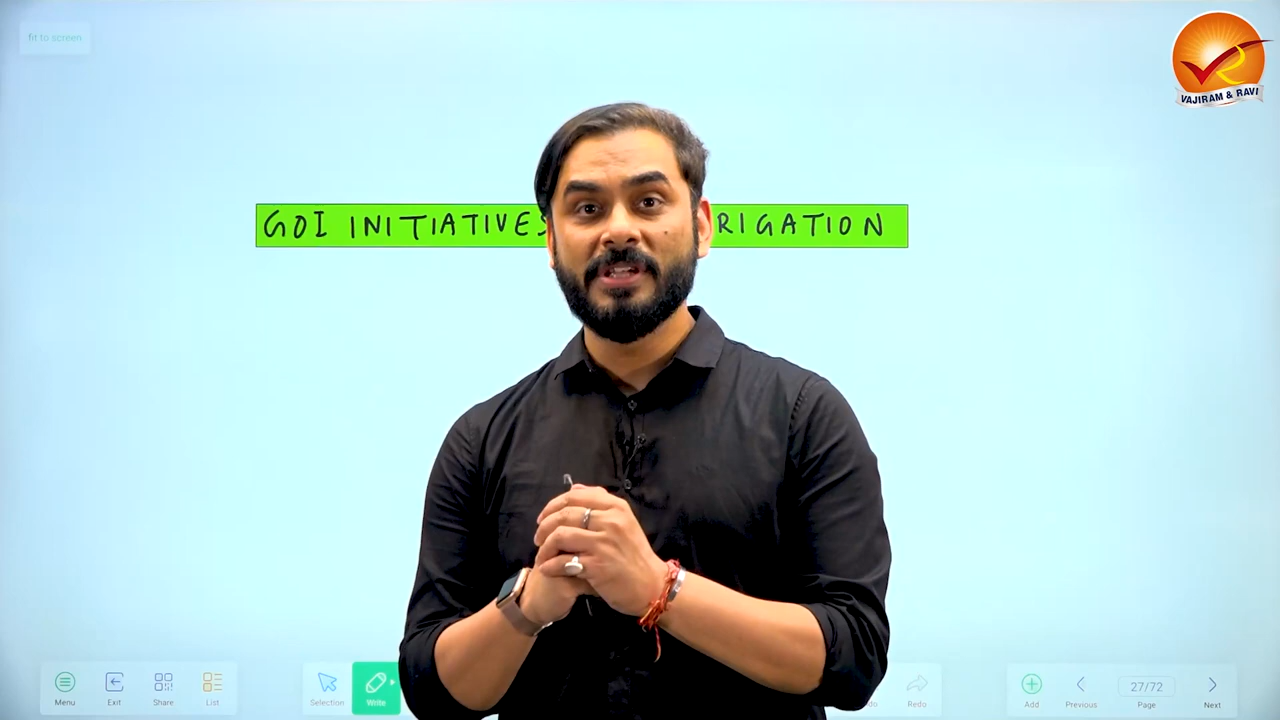 fit to screen
VAJIRAM & RAVI
GOI INITIATIVES RIGATION
Menu Exit Share List Selection Write Redo Add Previous 27/72 Page Next